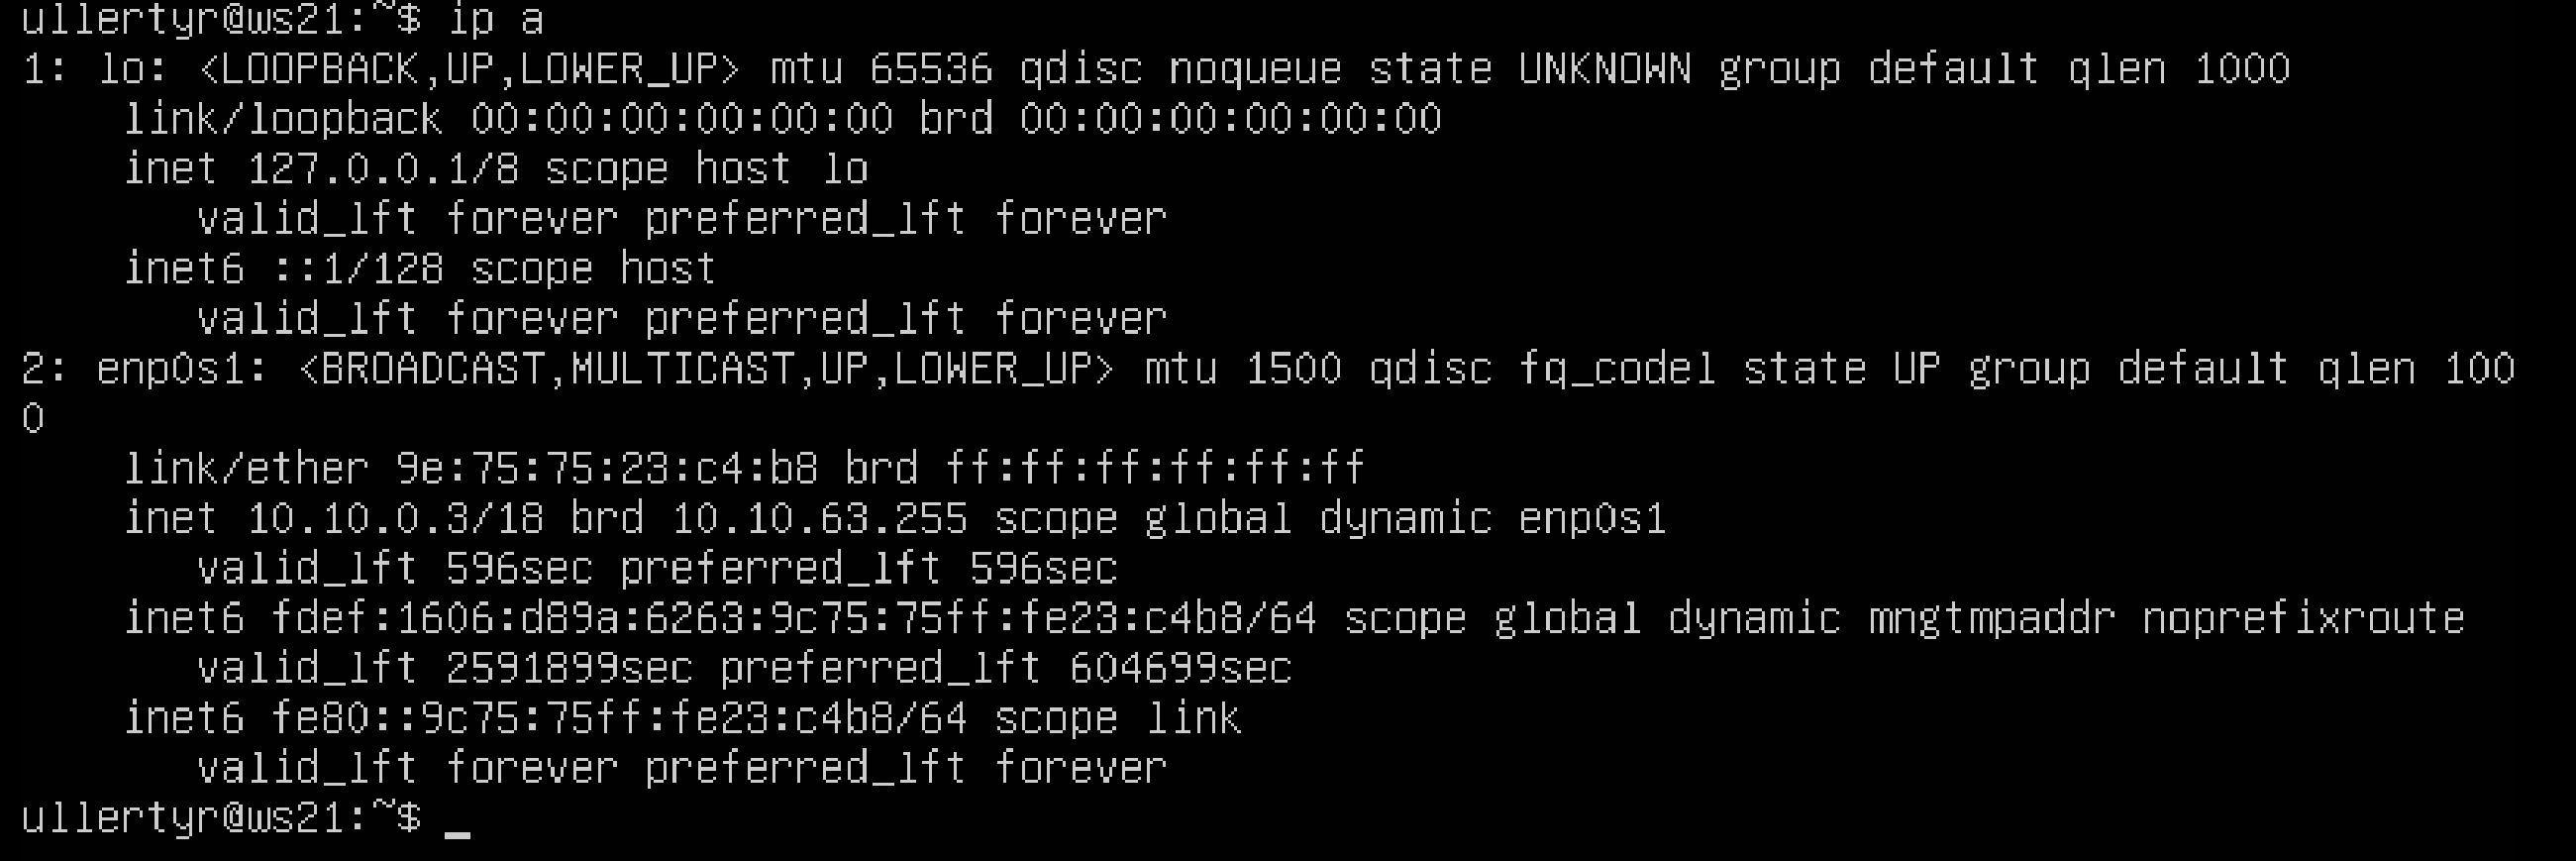 ullertyr@ws21:~$ ip a
1: lo: <LOOPBACK,UP,LOWER_UP> mtu 65536 qdisc noqueue state UNKNOWN group default qlen 1000
    link/loopback 00:00:00:00:00:00 brd 00:00:00:00:00:00
    inet 127.0.0.1/8 scope host lo
       valid_lft forever preferred_lft forever
    inet6 ::1/128 scope host
       valid_lft forever preferred_lft forever
2: enp0s1: <BROADCAST,MULTICAST,UP,LOWER_UP> mtu 1500 qdisc fq_codel state UP group default qlen 100
0
    link/ether 9e:75:75:23:c4:b8 brd ff:ff:ff:ff:ff:ff
    inet 10.10.0.3/18 brd 10.10.63.255 scope global dynamic enp0s1
       valid_lft 596sec preferred_lft 596sec
    inet6 fdef:1606:d89a:6263:9c75:75ff:fe23:c4b8/64 scope global dynamic mngtmpaddr noprefixroute
       valid_lft 2591899sec preferred_lft 604699sec
    inet6 fe80::9c75:75ff:fe23:c4b8/64 scope link
       valid_lft forever preferred_lft forever
ullertyr@ws21:~$ _